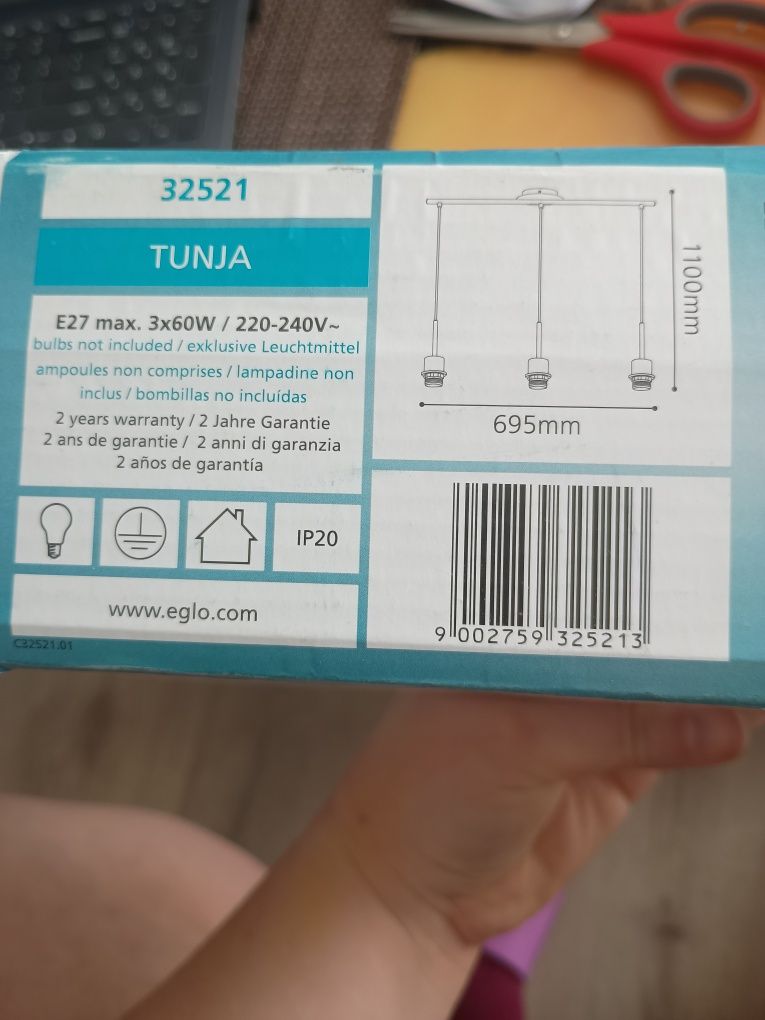 32521
TUNJA
E27 max. 3x60W / 220-240V~
bulbs not included / exklusive Leuchtmittel
ampoules non comprises / lampadine non
inclus / bombillas no incluídas
2 years warranty / 2 Jahre Garantie
2 ans de garantie / 2 anni di garanzia
2 años de garantía
IP20
www.eglo.com
C32521.01
1100mm
695mm
9 002759 325213